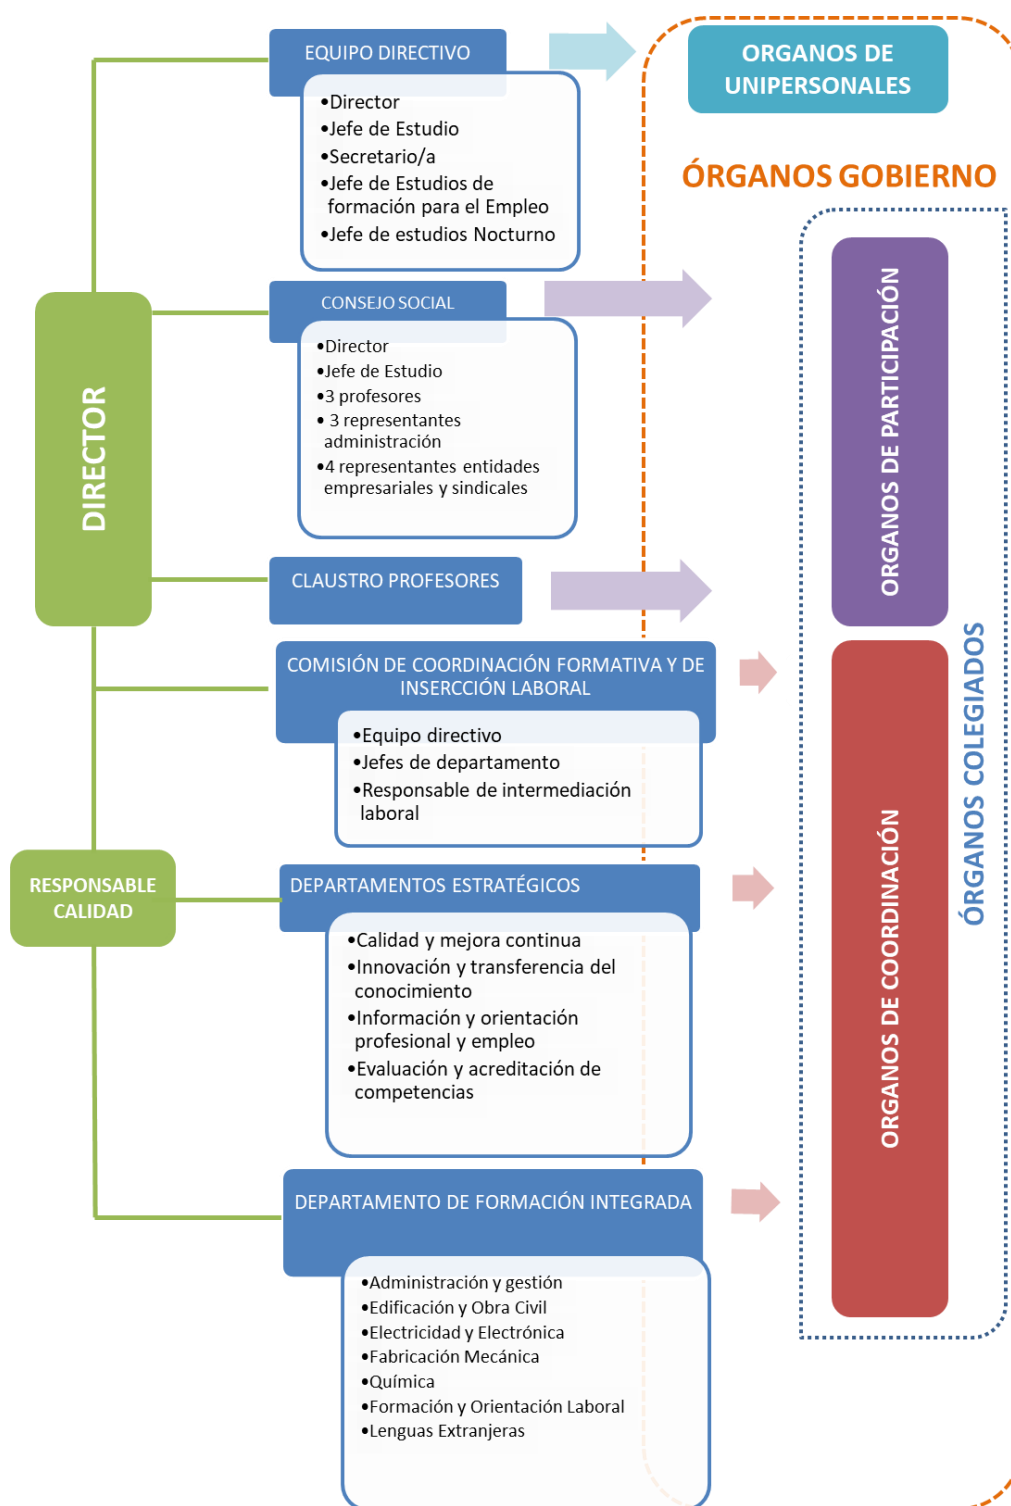 EQUIPO DIRECTIVO
•Director
•Jefe de Estudio
•Secretario/a
•Jefe de Estudios de
formación para el Empleo
•Jefe de estudios Nocturno
ORGANOS DE
UNIPERSONALES
ÓRGANOS GOBIERNO
DIRECTOR
CONSEJO SOCIAL
•Director
•Jefe de Estudio
•3 profesores
• 3 representantes
administración
•4 representantes entidades
empresariales y sindicales
ORGANOS DE PARTICIPACIÓN
CLAUSTRO PROFESORES
COMISIÓN DE COORDINACIÓN FORMATIVA Y DE
INSERCCIÓN LABORAL
•Equipo directivo
•Jefes de departamento
•Responsable de intermediación
laboral
ÓRGANOS COLEGIADOS
ORGANOS DE COORDINACIÓN
RESPONSABLE
CALIDAD
DEPARTAMENTOS ESTRATÉGICOS
•Calidad y mejora continua
•Innovación y transferencia del
conocimiento
•Información y orientación
profesional y empleo
•Evaluación y acreditación de
competencias
DEPARTAMENTO DE FORMACIÓN INTEGRADA
•Administración y gestión
•Edificación y Obra Civil
•Electricidad y Electrónica
•Fabricación Mecánica
•Química
•Formación y Orientación Laboral
•Lenguas Extranjeras